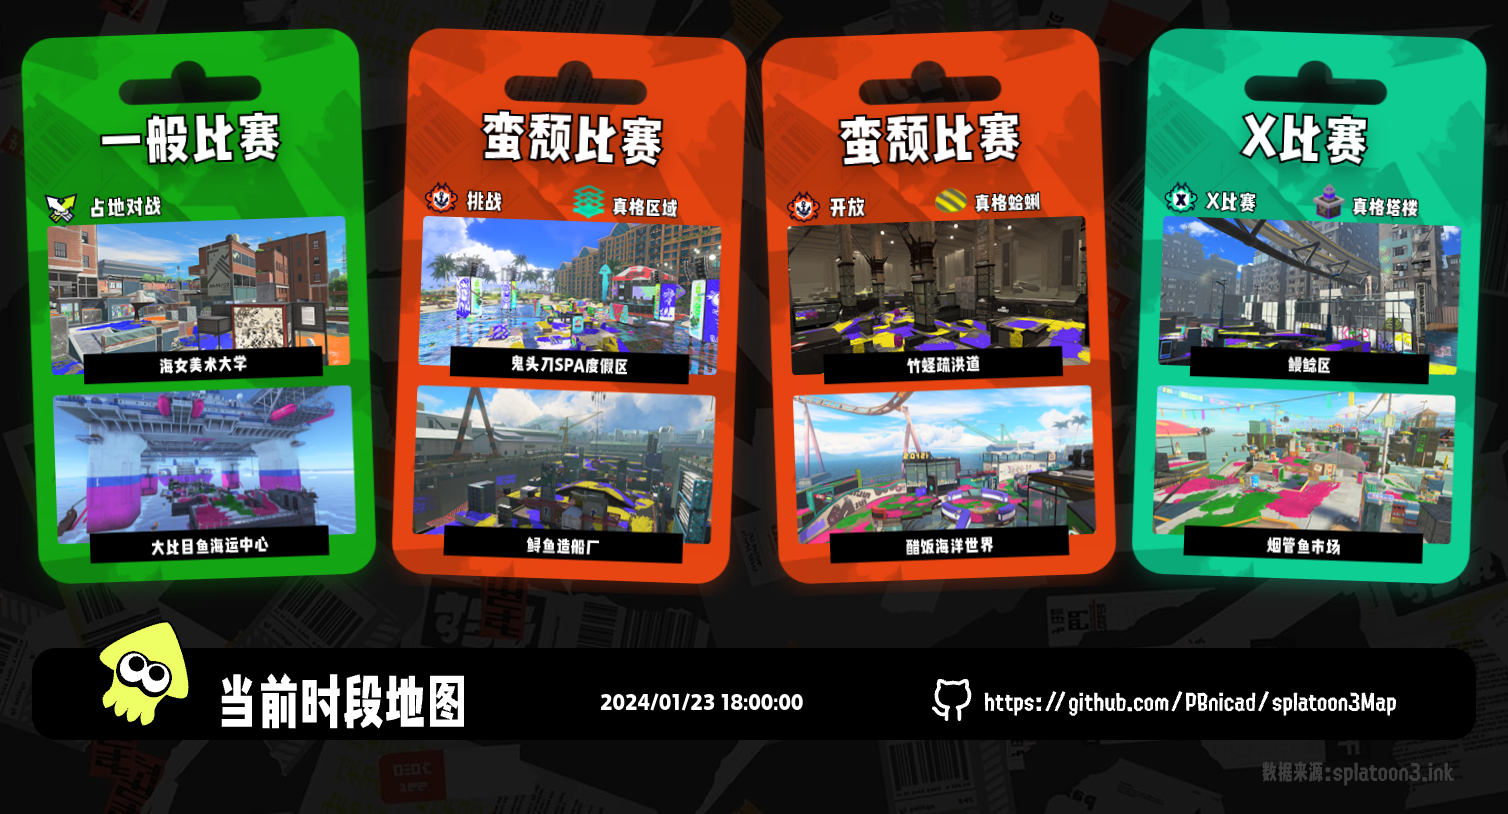 一般比赛
占地对战
海女美术大学
大比目鱼海运中心
蛮颓比赛
挑战
真格区域
鬼头刀SPA度假区
鲟鱼造船厂
蛮颓比赛
开放
真格蛤蜊
竹蛏疏洪道
醋饭海洋世界
X比赛
X比赛
真格塔楼
鳗鲶区
烟管鱼市场
当前时段地图
2024/01/23 18:00:00
https://github.com/PBnicad/splatoon3Map
数据来源:splatoon3.ink